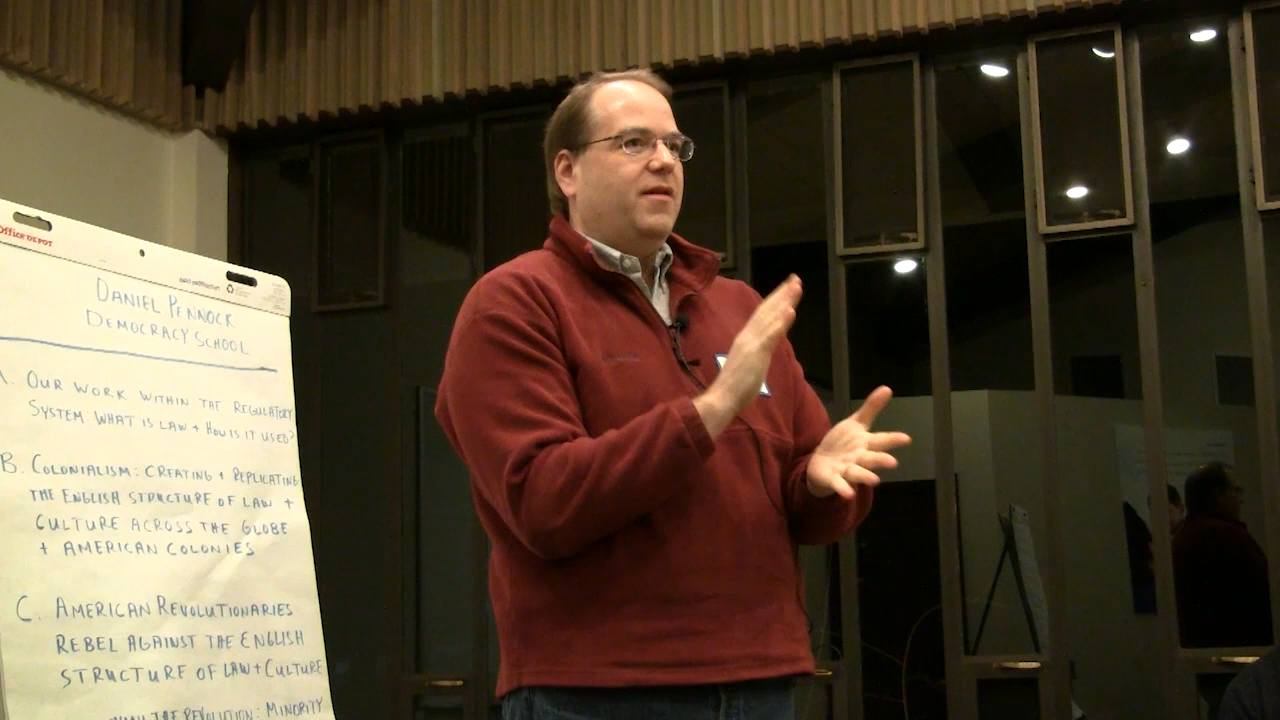 Office DEPOT
DANIEL PENNOCK
DEMOCRACY SCHOOL
A. OUR WORK WITHIN THE REGULATORY
SYSTEM. WHAT IS LAW + HOW IS IT USED?
B. COLONIALISM: CREATING + REPLICATING
THE ENGLISH STRUCTURE OF LAW +
CULTURE ACROSS THE GLOBE
+ AMERICAN COLONIES
C. AMERICAN REVOLUTIONARIES
REBEL AGAINST THE ENGLISH
STRUCTURE OF LAW + CULTURE
THE REVOLUTION: MINORITY